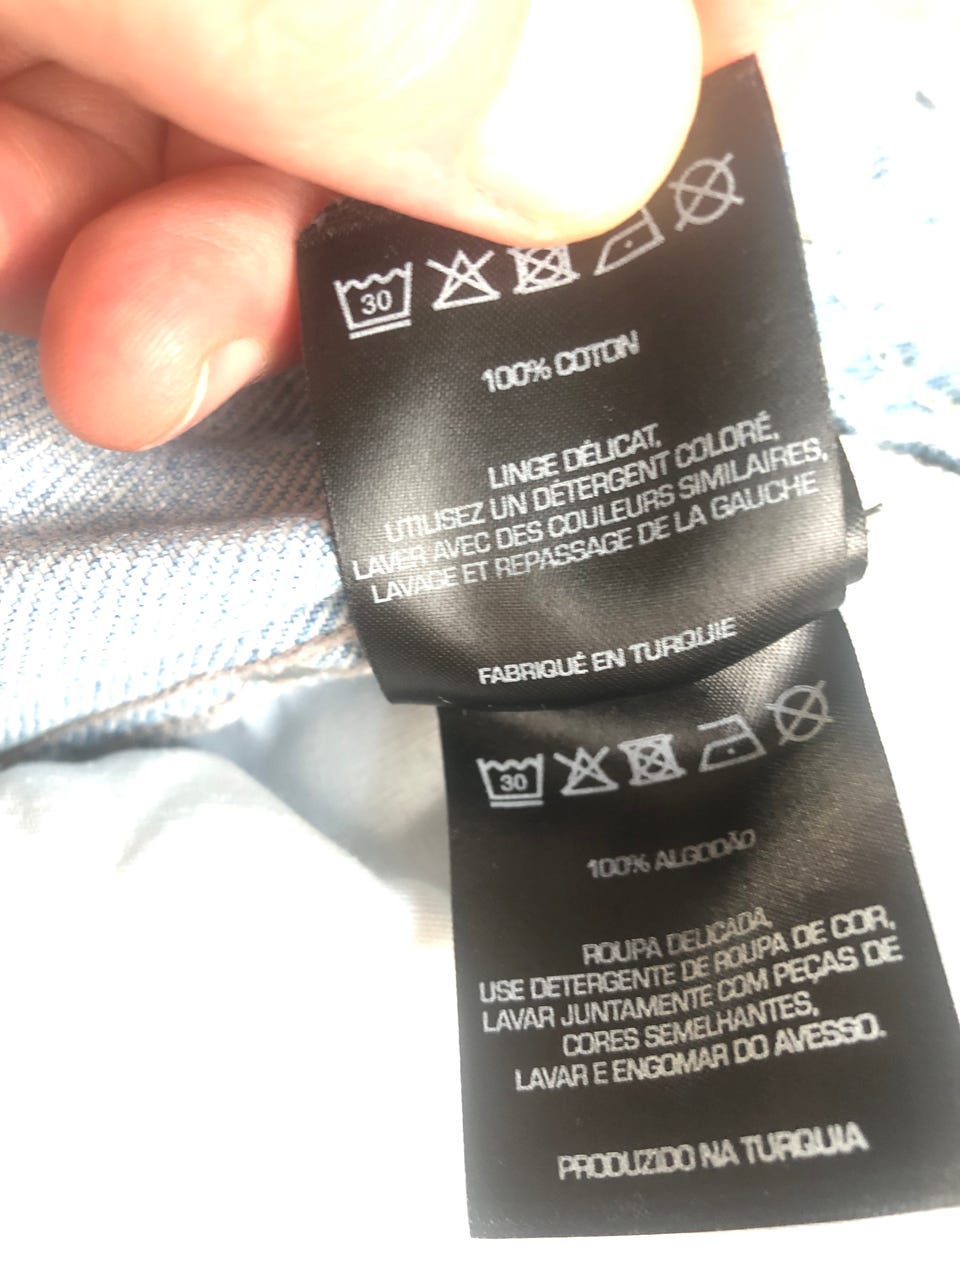 30
100% COTON
LINGE DÉLICAT,
UTILISEZ UN DÉTERGENT COLORÉ,
LAVER AVEC DES COULEURS SIMILAIRES,
LAVAGE ET REPASSAGE DE LA GAUCHE
FABRIQUÉ EN TURQUIE
30
100% ALGODÃO
ROUPA DELICADA,
USE DETERGENTE DE ROUPA DE COR,
LAVAR JUNTAMENTE COM PEÇAS DE
CORES SEMELHANTES,
LAVAR E ENGOMAR DO AVESSO.
PRODUZIDO NA TURQUIA